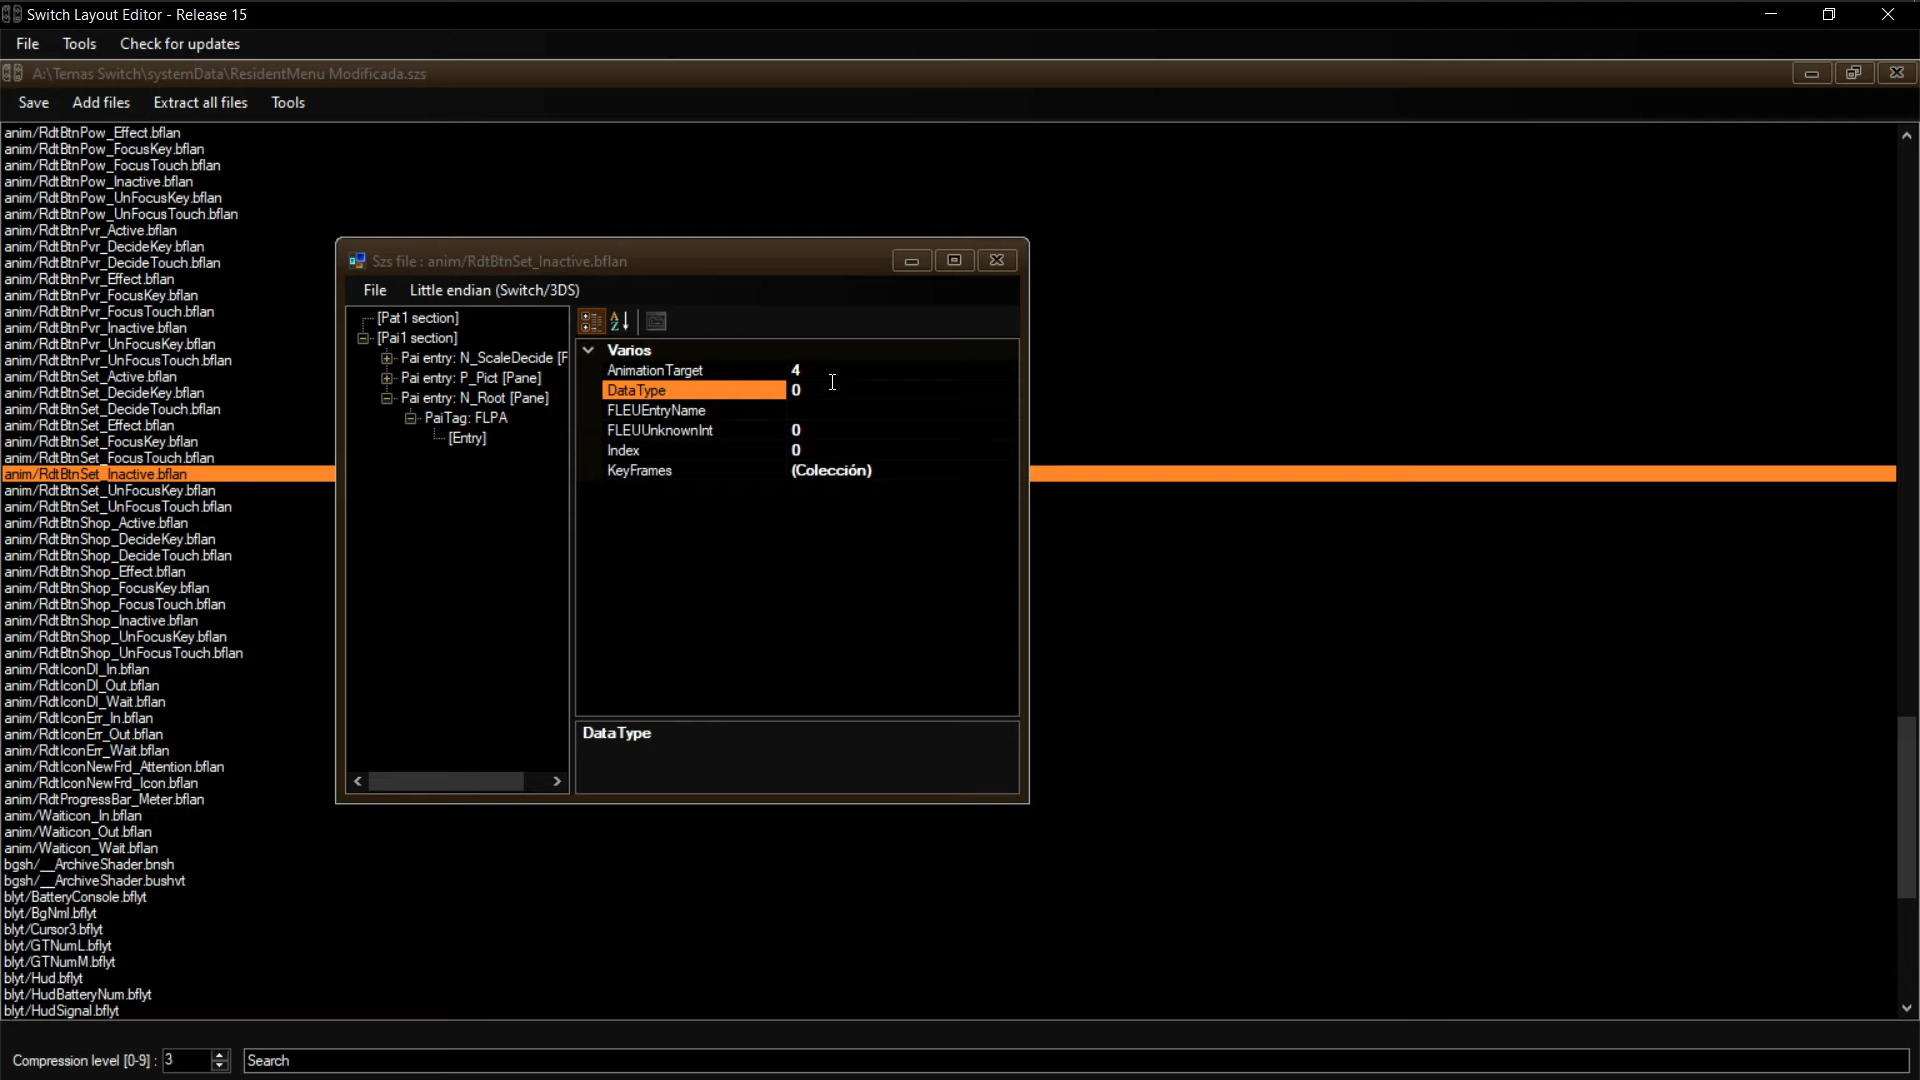 Switch Layout Editor - Release 15
File Tools Check for updates
A:\Temas Switch\systemData\ResidentMenu Modificada.szs
Save Add files Extract all files Tools
anim/RdtBtnPow_Effect.bflan
anim/RdtBtnPow_FocusKey.bflan
anim/RdtBtnPow_FocusTouch.bflan
anim/RdtBtnPow_Inactive.bflan
anim/RdtBtnPow_UnFocusKey.bflan
anim/RdtBtnPow_UnFocusTouch.bflan
anim/RdtBtnPvr_Active.bflan
anim/RdtBtnPvr_DecideKey.bflan
anim/RdtBtnPvr_DecideTouch.bflan
anim/RdtBtnPvr_Effect.bflan
anim/RdtBtnPvr_FocusKey.bflan
anim/RdtBtnPvr_FocusTouch.bflan
anim/RdtBtnPvr_Inactive.bflan
anim/RdtBtnPvr_UnFocusKey.bflan
anim/RdtBtnPvr_UnFocusTouch.bflan
anim/RdtBtnSet_Active.bflan
anim/RdtBtnSet_DecideKey.bflan
anim/RdtBtnSet_DecideTouch.bflan
anim/RdtBtnSet_Effect.bflan
anim/RdtBtnSet_FocusKey.bflan
anim/RdtBtnSet_FocusTouch.bflan
anim/RdtBtnSet_Inactive.bflan
anim/RdtBtnSet_UnFocusKey.bflan
anim/RdtBtnSet_UnFocusTouch.bflan
anim/RdtBtnShop_Active.bflan
anim/RdtBtnShop_DecideKey.bflan
anim/RdtBtnShop_DecideTouch.bflan
anim/RdtBtnShop_Effect.bflan
anim/RdtBtnShop_FocusKey.bflan
anim/RdtBtnShop_FocusTouch.bflan
anim/RdtBtnShop_Inactive.bflan
anim/RdtBtnShop_UnFocusKey.bflan
anim/RdtBtnShop_UnFocusTouch.bflan
anim/RdtIconDl_In.bflan
anim/RdtIconDl_Out.bflan
anim/RdtIconDl_Wait.bflan
anim/RdtIconErr_In.bflan
anim/RdtIconErr_Out.bflan
anim/RdtIconErr_Wait.bflan
anim/RdtIconNewFrd_Attention.bflan
anim/RdtIconNewFrd_Icon.bflan
anim/RdtProgressBar_Meter.bflan
anim/Waiticon_In.bflan
anim/Waiticon_Out.bflan
anim/Waiticon_Wait.bflan
bgsh/__ArchiveShader.bnsh
bgsh/__ArchiveShader.bushvt
blyt/BatteryConsole.bflyt
blyt/BgNml.bflyt
blyt/Cursor3.bflyt
blyt/GTNumL.bflyt
blyt/GTNumM.bflyt
blyt/Hud.bflyt
blyt/HudBatteryNum.bflyt
blyt/HudSignal.bflyt
Szs file : anim/RdtBtnSet_Inactive.bflan
File Little endian (Switch/3DS)
[Pat1 section]
[Pai1 section]
Pai entry: N_ScaleDecide [F
Pai entry: P_Pict [Pane]
Pai entry: N_Root [Pane]
PaiTag: FLPA
[Entry]
Varios
AnimationTarget 4
DataType 0
FLEUEntryName
FLEUUnknownInt 0
Index 0
KeyFrames (Colección)
DataType
Compression level [0-9] : 3 Search